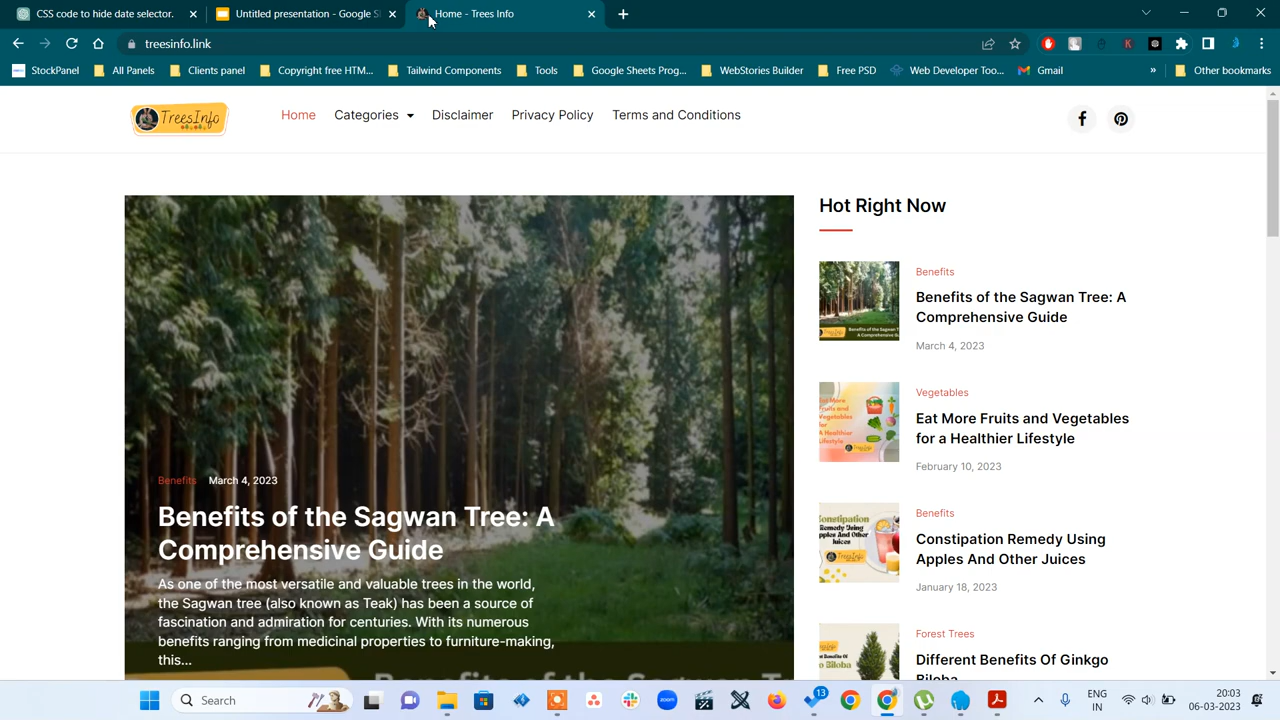 CSS code to modify border.
Untitled presentation - Google Sl
Home - Trees Info
treesinfo.link
StockPanel
All Panels
Clients panel
Copyright free HTM...
Tailwind Components
Tools
Google Sheets Prog...
WebStories Builder
Free PSD
Web Developer Too...
Gmail
»
Other bookmarks
TreesInfo
Home
Categories
Disclaimer
Privacy Policy
Terms and Conditions
Benefits March 4, 2023
Benefits of the Sagwan Tree: A
Comprehensive Guide
As one of the most versatile and valuable trees in the world,
the Sagwan tree (also known as Teak) has been a source of
fascination and admiration for centuries. With its numerous
benefits ranging from medicinal properties to furniture-making,
this...
Hot Right Now
Benefits
Benefits of the Sagwan Tree: A
Comprehensive Guide
March 4, 2023
Vegetables
Eat More Fruits and Vegetables
for a Healthier Lifestyle
February 10, 2023
Benefits
Constipation Remedy Using
Apples And Other Juices
January 18, 2023
Forest Trees
Different Benefits Of Ginkgo
Biloba
Search
13
ENG
IN
20:03
06-03-2023